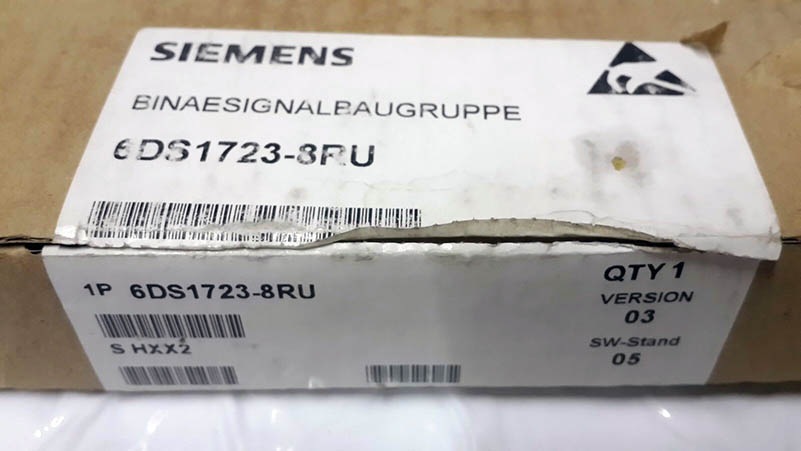 SIEMENS
BINAESIGNALBAUGRUPPE
6DS1723-8RU
1P 6DS1723-8RU
S HXX2
QTY 1
VERSION
03
SW-Stand
05